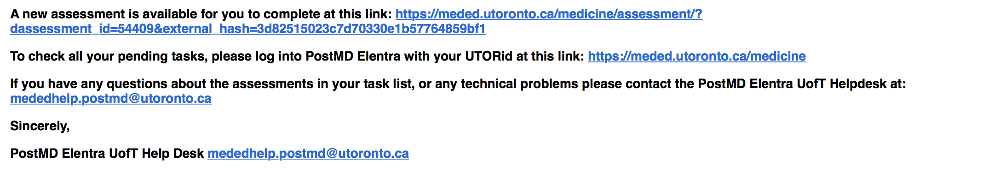 A new assessment is available for you to complete at this link: https://meded.utoronto.ca/medicine/assessment/?
dassessment_id=54409&external_hash=3d82515023c7d70330e1b57764859bf1
To check all your pending tasks, please log into PostMD Elentra with your UTORid at this link: https://meded.utoronto.ca/medicine
If you have any questions about the assessments in your task list, or any technical problems please contact the PostMD Elentra UofT Helpdesk at:
mededhelp.postmd@utoronto.ca
Sincerely,
PostMD Elentra UofT Help Desk mededhelp.postmd@utoronto.ca